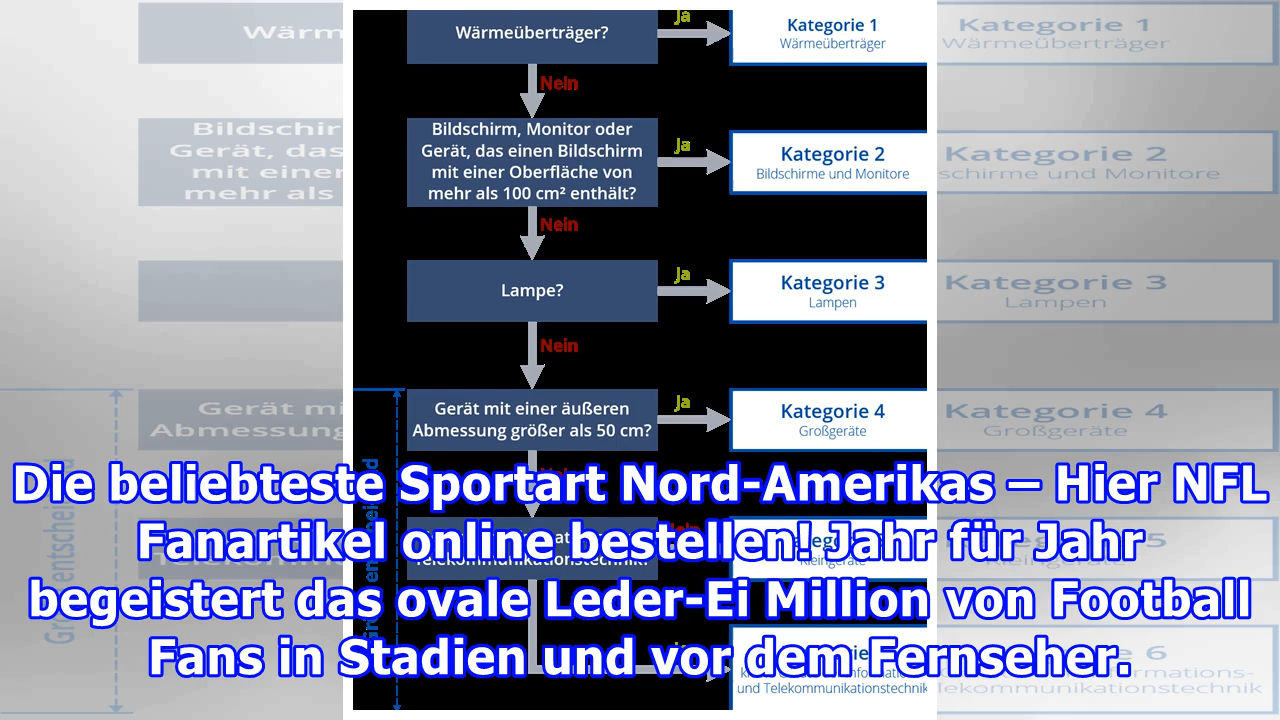 Wärmeüberträger?
Ja
Kategorie 1
Wärmeüberträger
Nein
Bildschirm, Monitor oder
Gerät, das einen Bildschirm
mit einer Oberfläche von
mehr als 100 cm² enthält?
Ja
Kategorie 2
Bildschirme und Monitore
Nein
Lampe?
Ja
Kategorie 3
Lampen
Nein
Gerät mit einer äußeren
Abmessung größer als 50 cm?
Ja
Kategorie 4
Großgeräte
Die beliebteste Sportart Nord-Amerikas – Hier NFL
Fanartikel online bestellen! Jahr für Jahr
begeistert das ovale Leder-Ei Million von Football
Fans in Stadien und vor dem Fernseher.
Kleingeräte
und Telekommunikationstechnik